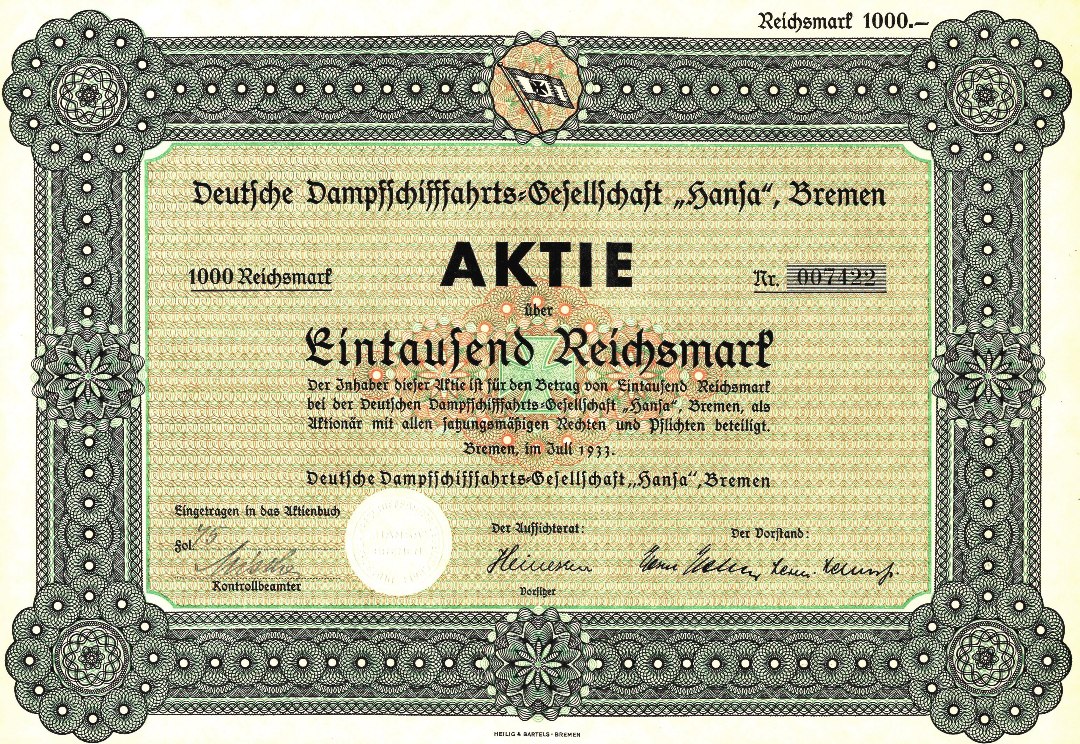 Reichsmark 1000.—
Deutsche Dampfschifffahrts-Gesellschaft „Hansa“, Bremen
AKTIE
1000 Reichsmark
Nr. 007422
über
Eintausend Reichsmark
Der Inhaber dieser Aktie ist für den Betrag von Eintausend Reichsmark
bei der Deutschen Dampfschifffahrts-Gesellschaft „Hansa“, Bremen, als
Aktionär mit allen satzungsmäßigen Rechten und Pflichten beteiligt.
Bremen, im Juli 1933.
Deutsche Dampfschifffahrts-Gesellschaft „Hansa“, Bremen
Eingetragen in das Aktienbuch
Fol. 75
Kontrollbeamter
Der Aufsichtsrat:
Vorsitzer
Der Vorstand:
HEILIG & BARTELS - BREMEN